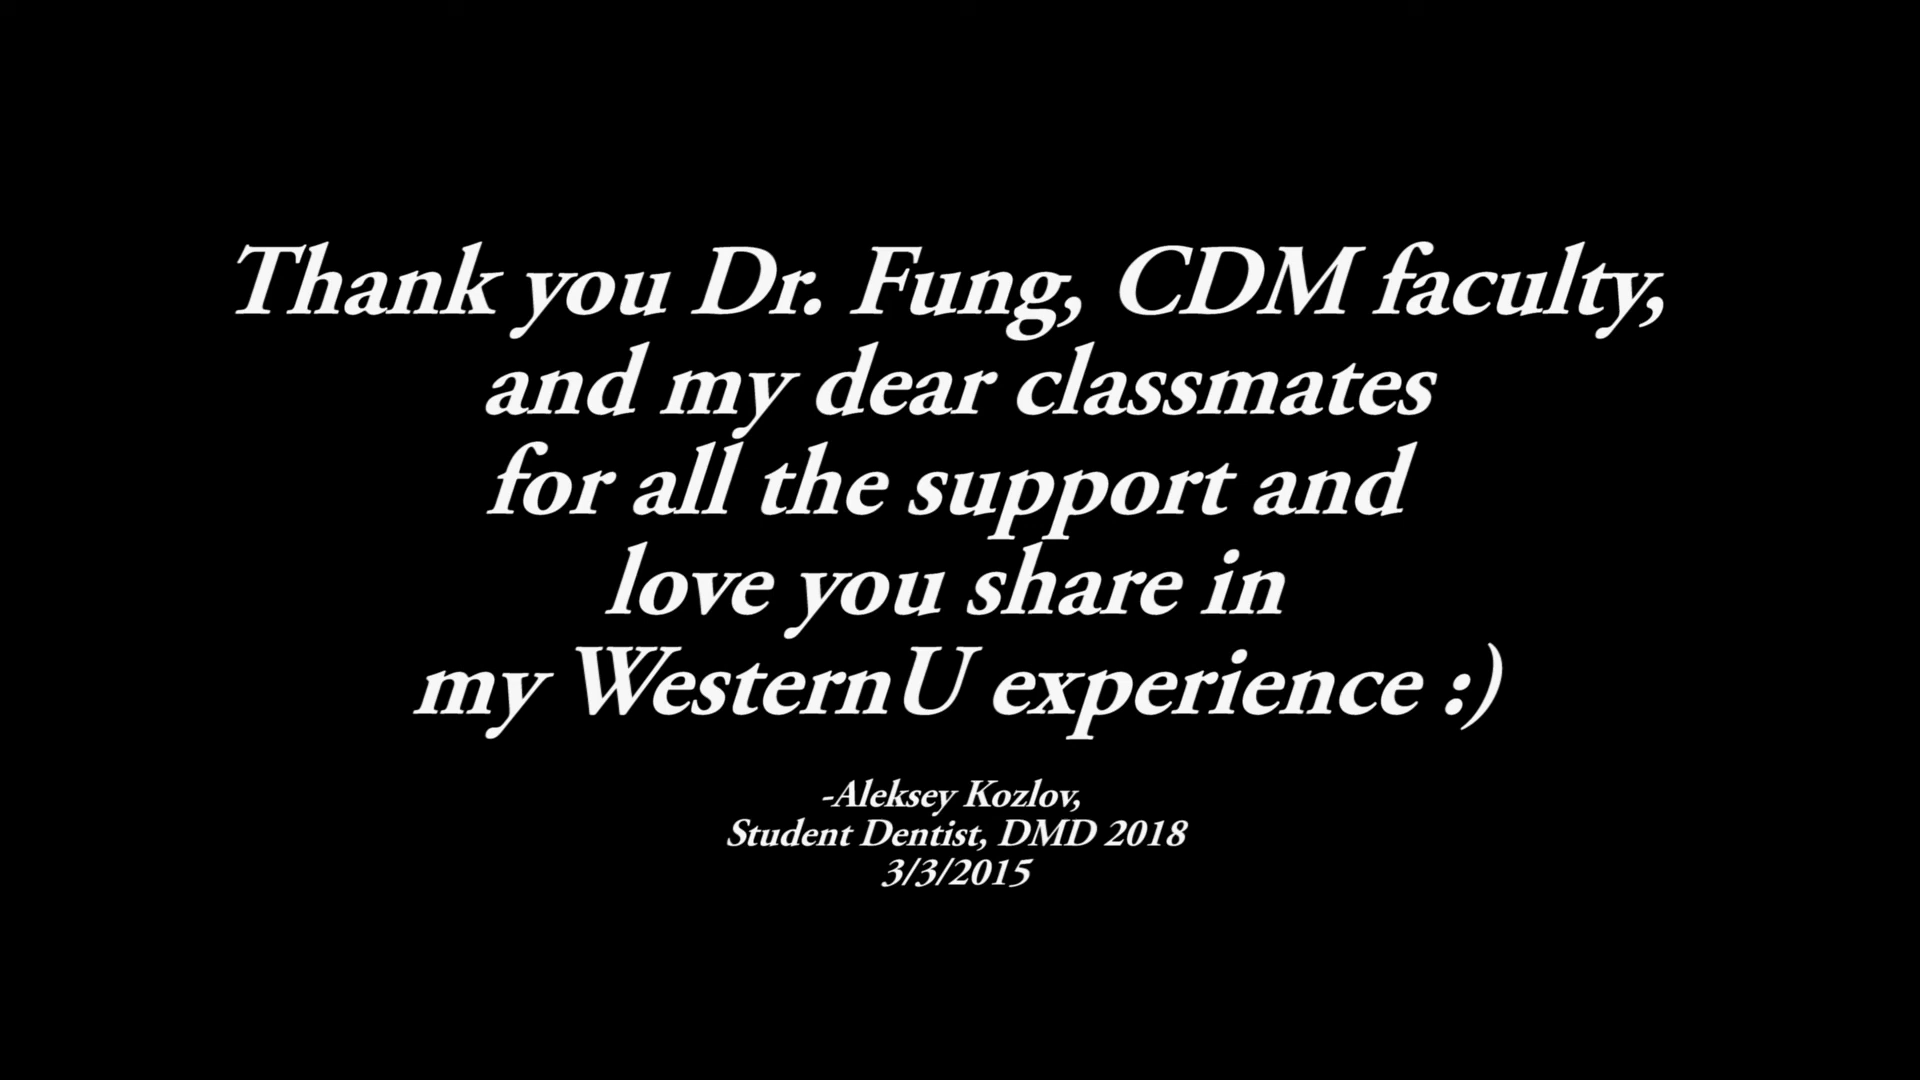 Thank you Dr. Fung, CDM faculty,
and my dear classmates
for all the support and
love you share in
my WesternU experience :)
-Aleksey Kozlov,
Student Dentist, DMD 2018
3/3/2015